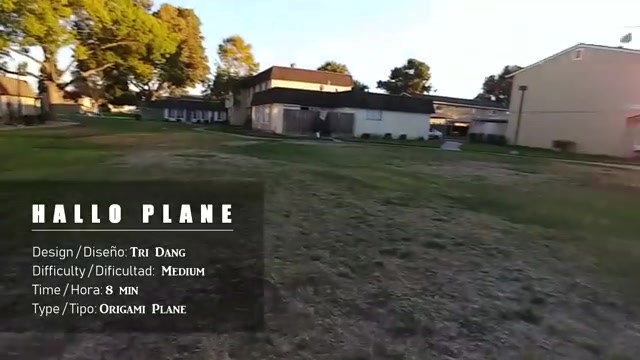 HALLO PLANE
Design/Diseño: Tri Dang
Difficulty/Dificultad: Medium
Time/Hora: 8 min
Type/Tipo: Origami Plane